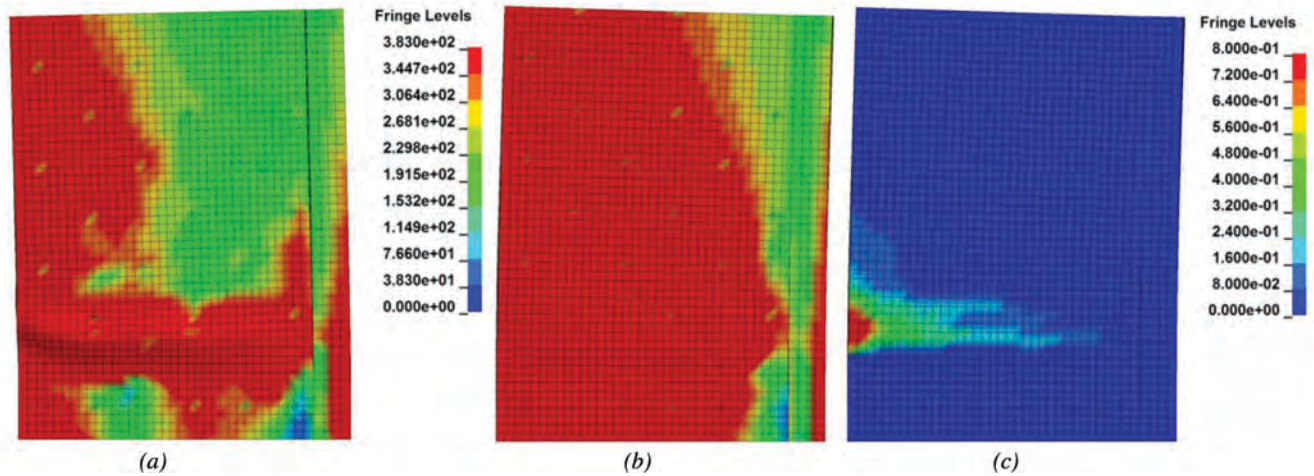 Fringe Levels
3.830e+02
3.447e+02
3.064e+02
2.681e+02
2.298e+02
1.915e+02
1.532e+02
1.149e+02
7.660e+01
3.830e+01
0.000e+00
Fringe Levels
8.000e-01
7.200e-01
6.400e-01
5.600e-01
4.800e-01
4.000e-01
3.200e-01
2.400e-01
1.600e-01
8.000e-02
0.000e+00
(a)
(b)
(c)